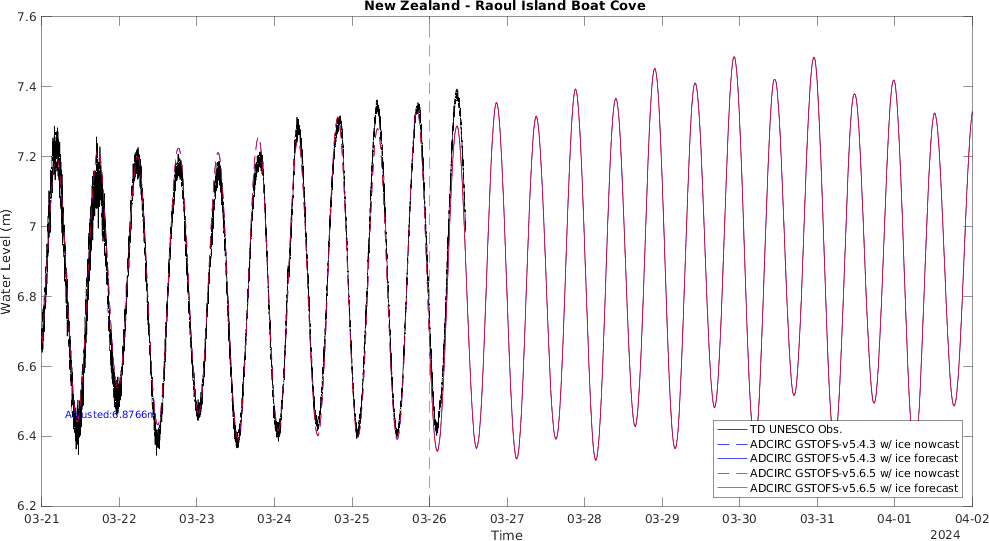 New Zealand - Raoul Island Boat Cove
Water Level (m)
7.6
7.4
7.2
7
6.8
6.6
6.4
6.2
Adjusted:6.8766m
TD UNESCO Obs.
ADCIRC GSTOFS-v5.4.3 w/ ice nowcast
ADCIRC GSTOFS-v5.4.3 w/ ice forecast
ADCIRC GSTOFS-v5.6.5 w/ ice nowcast
ADCIRC GSTOFS-v5.6.5 w/ ice forecast
03-21 03-22 03-23 03-24 03-25 03-26 03-27 03-28 03-29 03-30 03-31 04-01 04-02
Time
2024